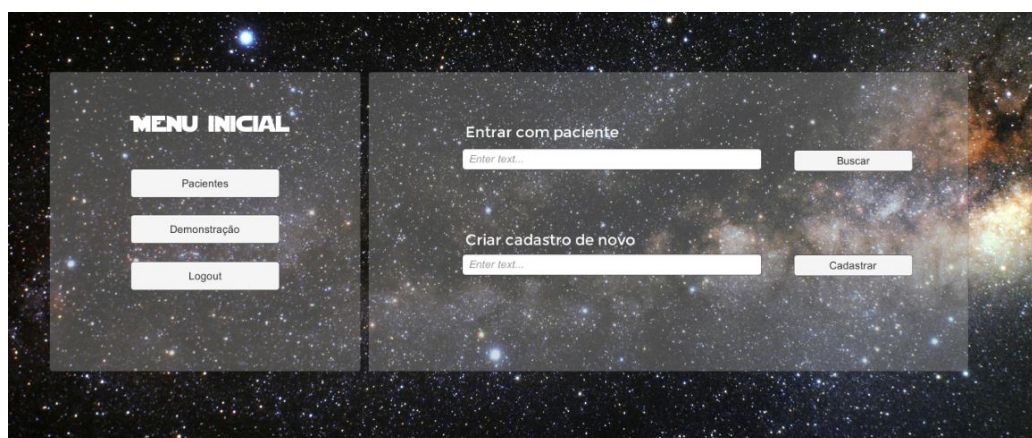 MENU INICIAL
Pacientes
Demonstração
Logout
Entrar com paciente
Enter text...
Buscar
Criar cadastro de novo
Enter text...
Cadastrar